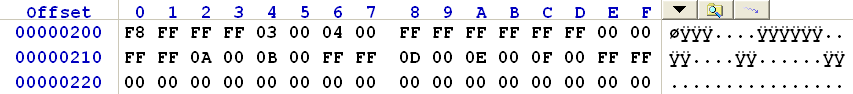 Offset 0 1 2 3 4 5 6 7 8 9 A B C D E F
00000200 F8 FF FF FF 03 00 04 00 FF FF FF FF FF FF 00 00 øÿÿÿ....ÿÿÿÿÿÿ..
00000210 FF FF 0A 00 0B 00 FF FF 0D 00 0E 00 0F 00 FF FF ÿÿ....ÿÿ......ÿÿ
00000220 00 00 00 00 00 00 00 00 00 00 00 00 00 00 00 00 ................